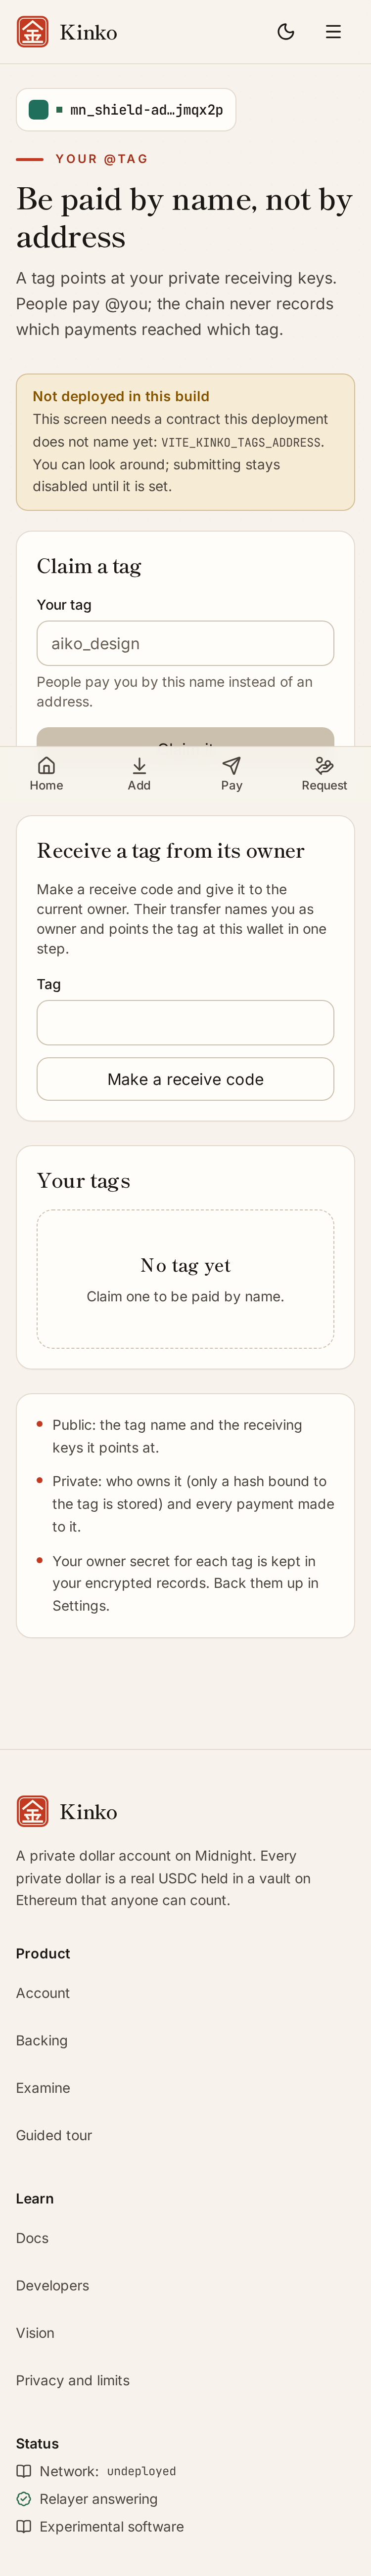 金 Kinko
mn_shield-ad…jmqx2p
YOUR @TAG
Be paid by name, not by
address
A tag points at your private receiving keys.
People pay @you; the chain never records
which payments reached which tag.
Not deployed in this build
This screen needs a contract this deployment
does not name yet: VITE_KINKO_TAGS_ADDRESS.
You can look around; submitting stays
disabled until it is set.
Claim a tag
Your tag
aiko_design
People pay you by this name instead of an
address.
Home Add Pay Request
Receive a tag from its owner
Make a receive code and give it to the
current owner. Their transfer names you as
owner and points the tag at this wallet in one
step.
Tag
Make a receive code
Your tags
No tag yet
Claim one to be paid by name.
Public: the tag name and the receiving
keys it points at.
Private: who owns it (only a hash bound to
the tag is stored) and every payment made
to it.
Your owner secret for each tag is kept in
your encrypted records. Back them up in
Settings.
金 Kinko
A private dollar account on Midnight. Every
private dollar is a real USDC held in a vault on
Ethereum that anyone can count.
Product
Account
Backing
Examine
Guided tour
Learn
Docs
Developers
Vision
Privacy and limits
Status
Network: undeployed
Relayer answering
Experimental software